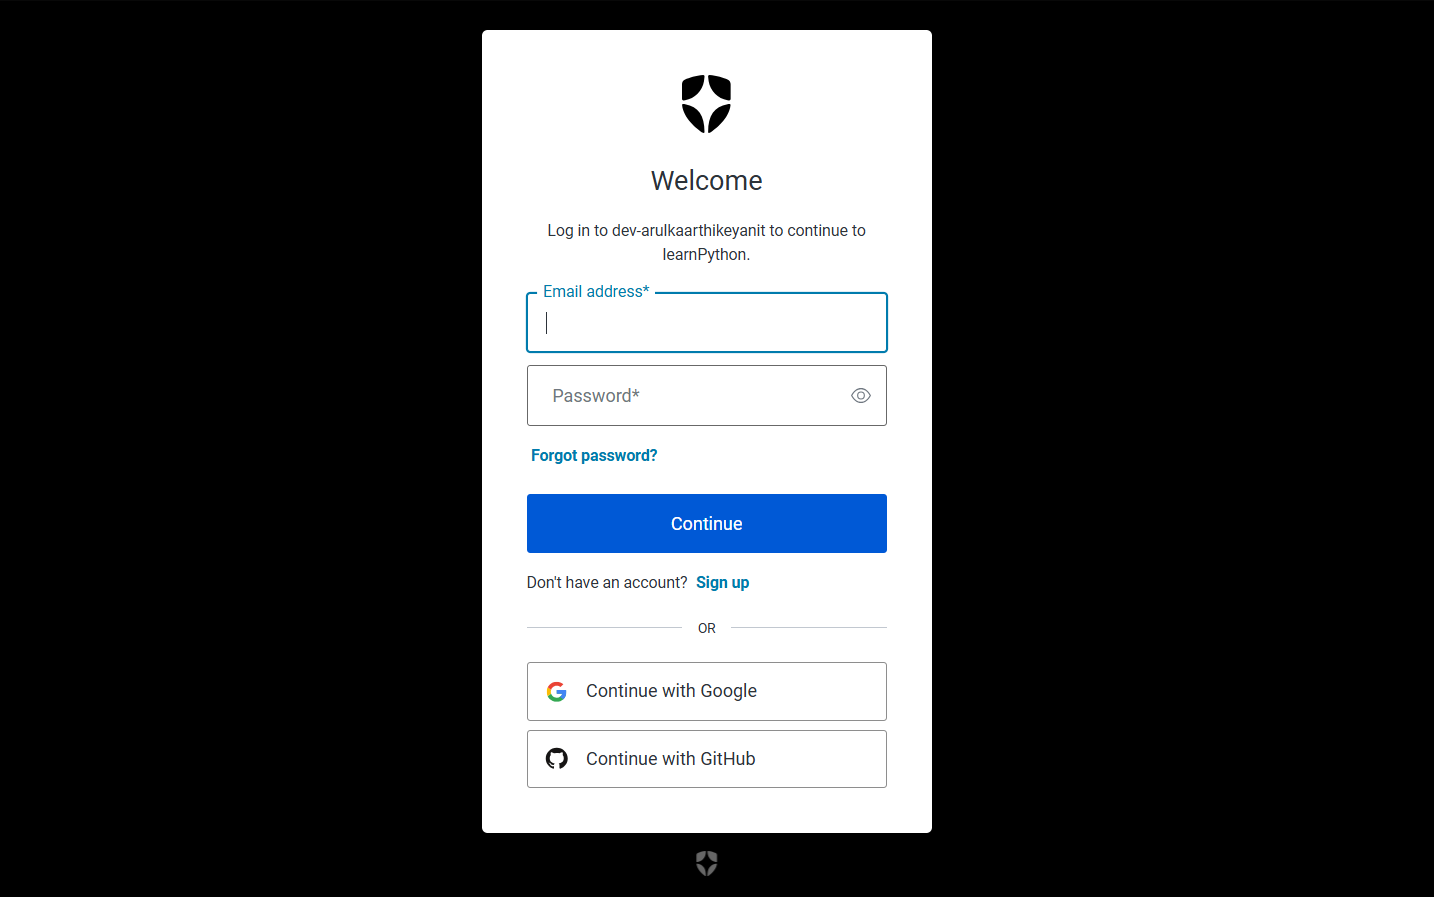 Welcome
Log in to dev-arulkaarthikeyanit to continue to
learnPython.
Email address*
Password*
Forgot password?
Continue
Don't have an account? Sign up
OR
Continue with Google
Continue with GitHub